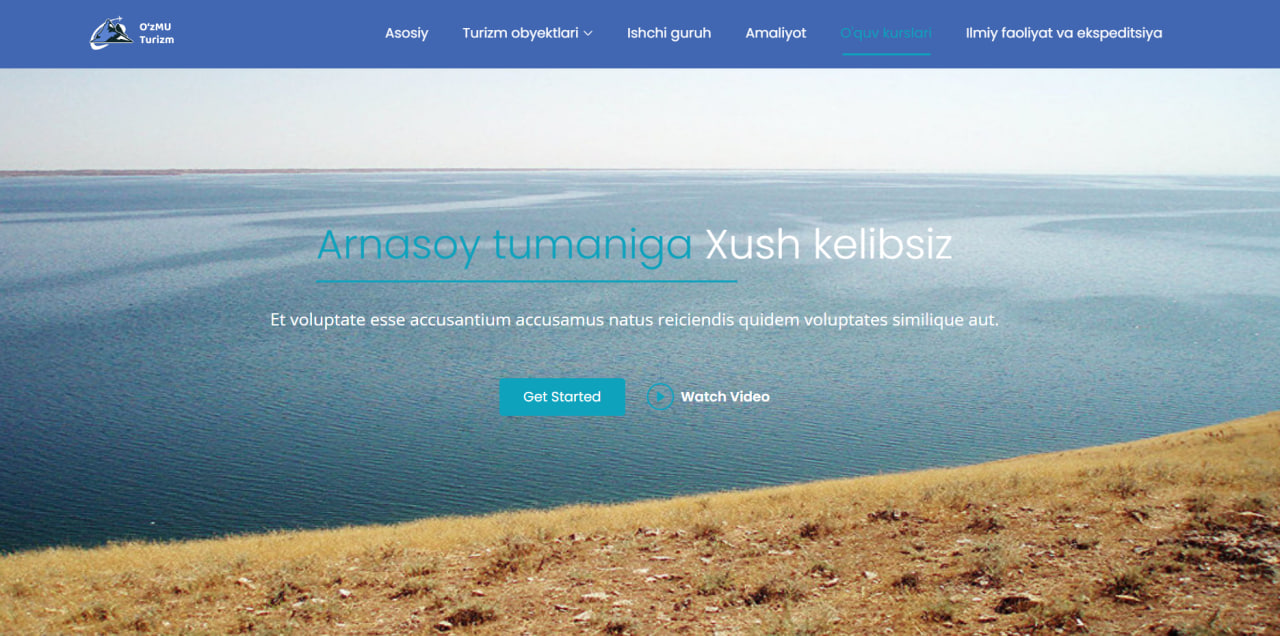 O'zMU
Turizm
Asosiy
Turizm obyektlari
Ishchi guruh
Amaliyot
O'quv kurslari
Ilmiy faoliyat va ekspeditsiya
Arnasoy tumaniga Xush kelibsiz
Et voluptate esse accusantium accusamus natus reiciendis quidem voluptates similique aut.
Get Started
Watch Video